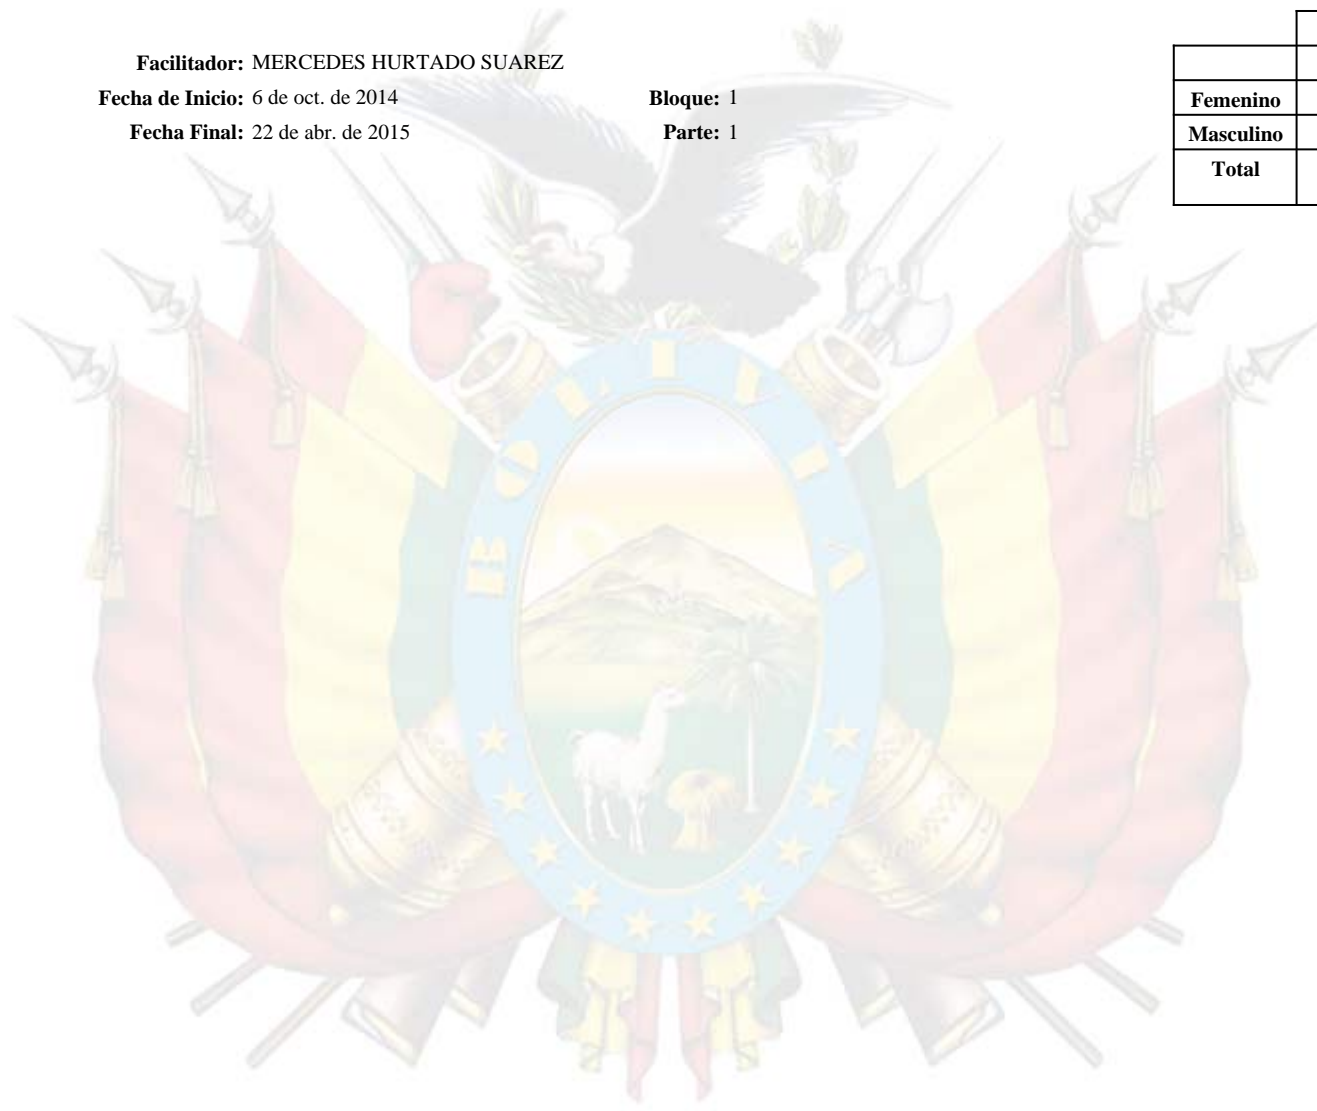 Facilitador: MERCEDES HURTADO SUAREZ
Fecha de Inicio: 6 de oct. de 2014 Bloque: 1
Fecha Final: 22 de abr. de 2015 Parte: 1
Femenino
Masculino
Total
BOLIVIA